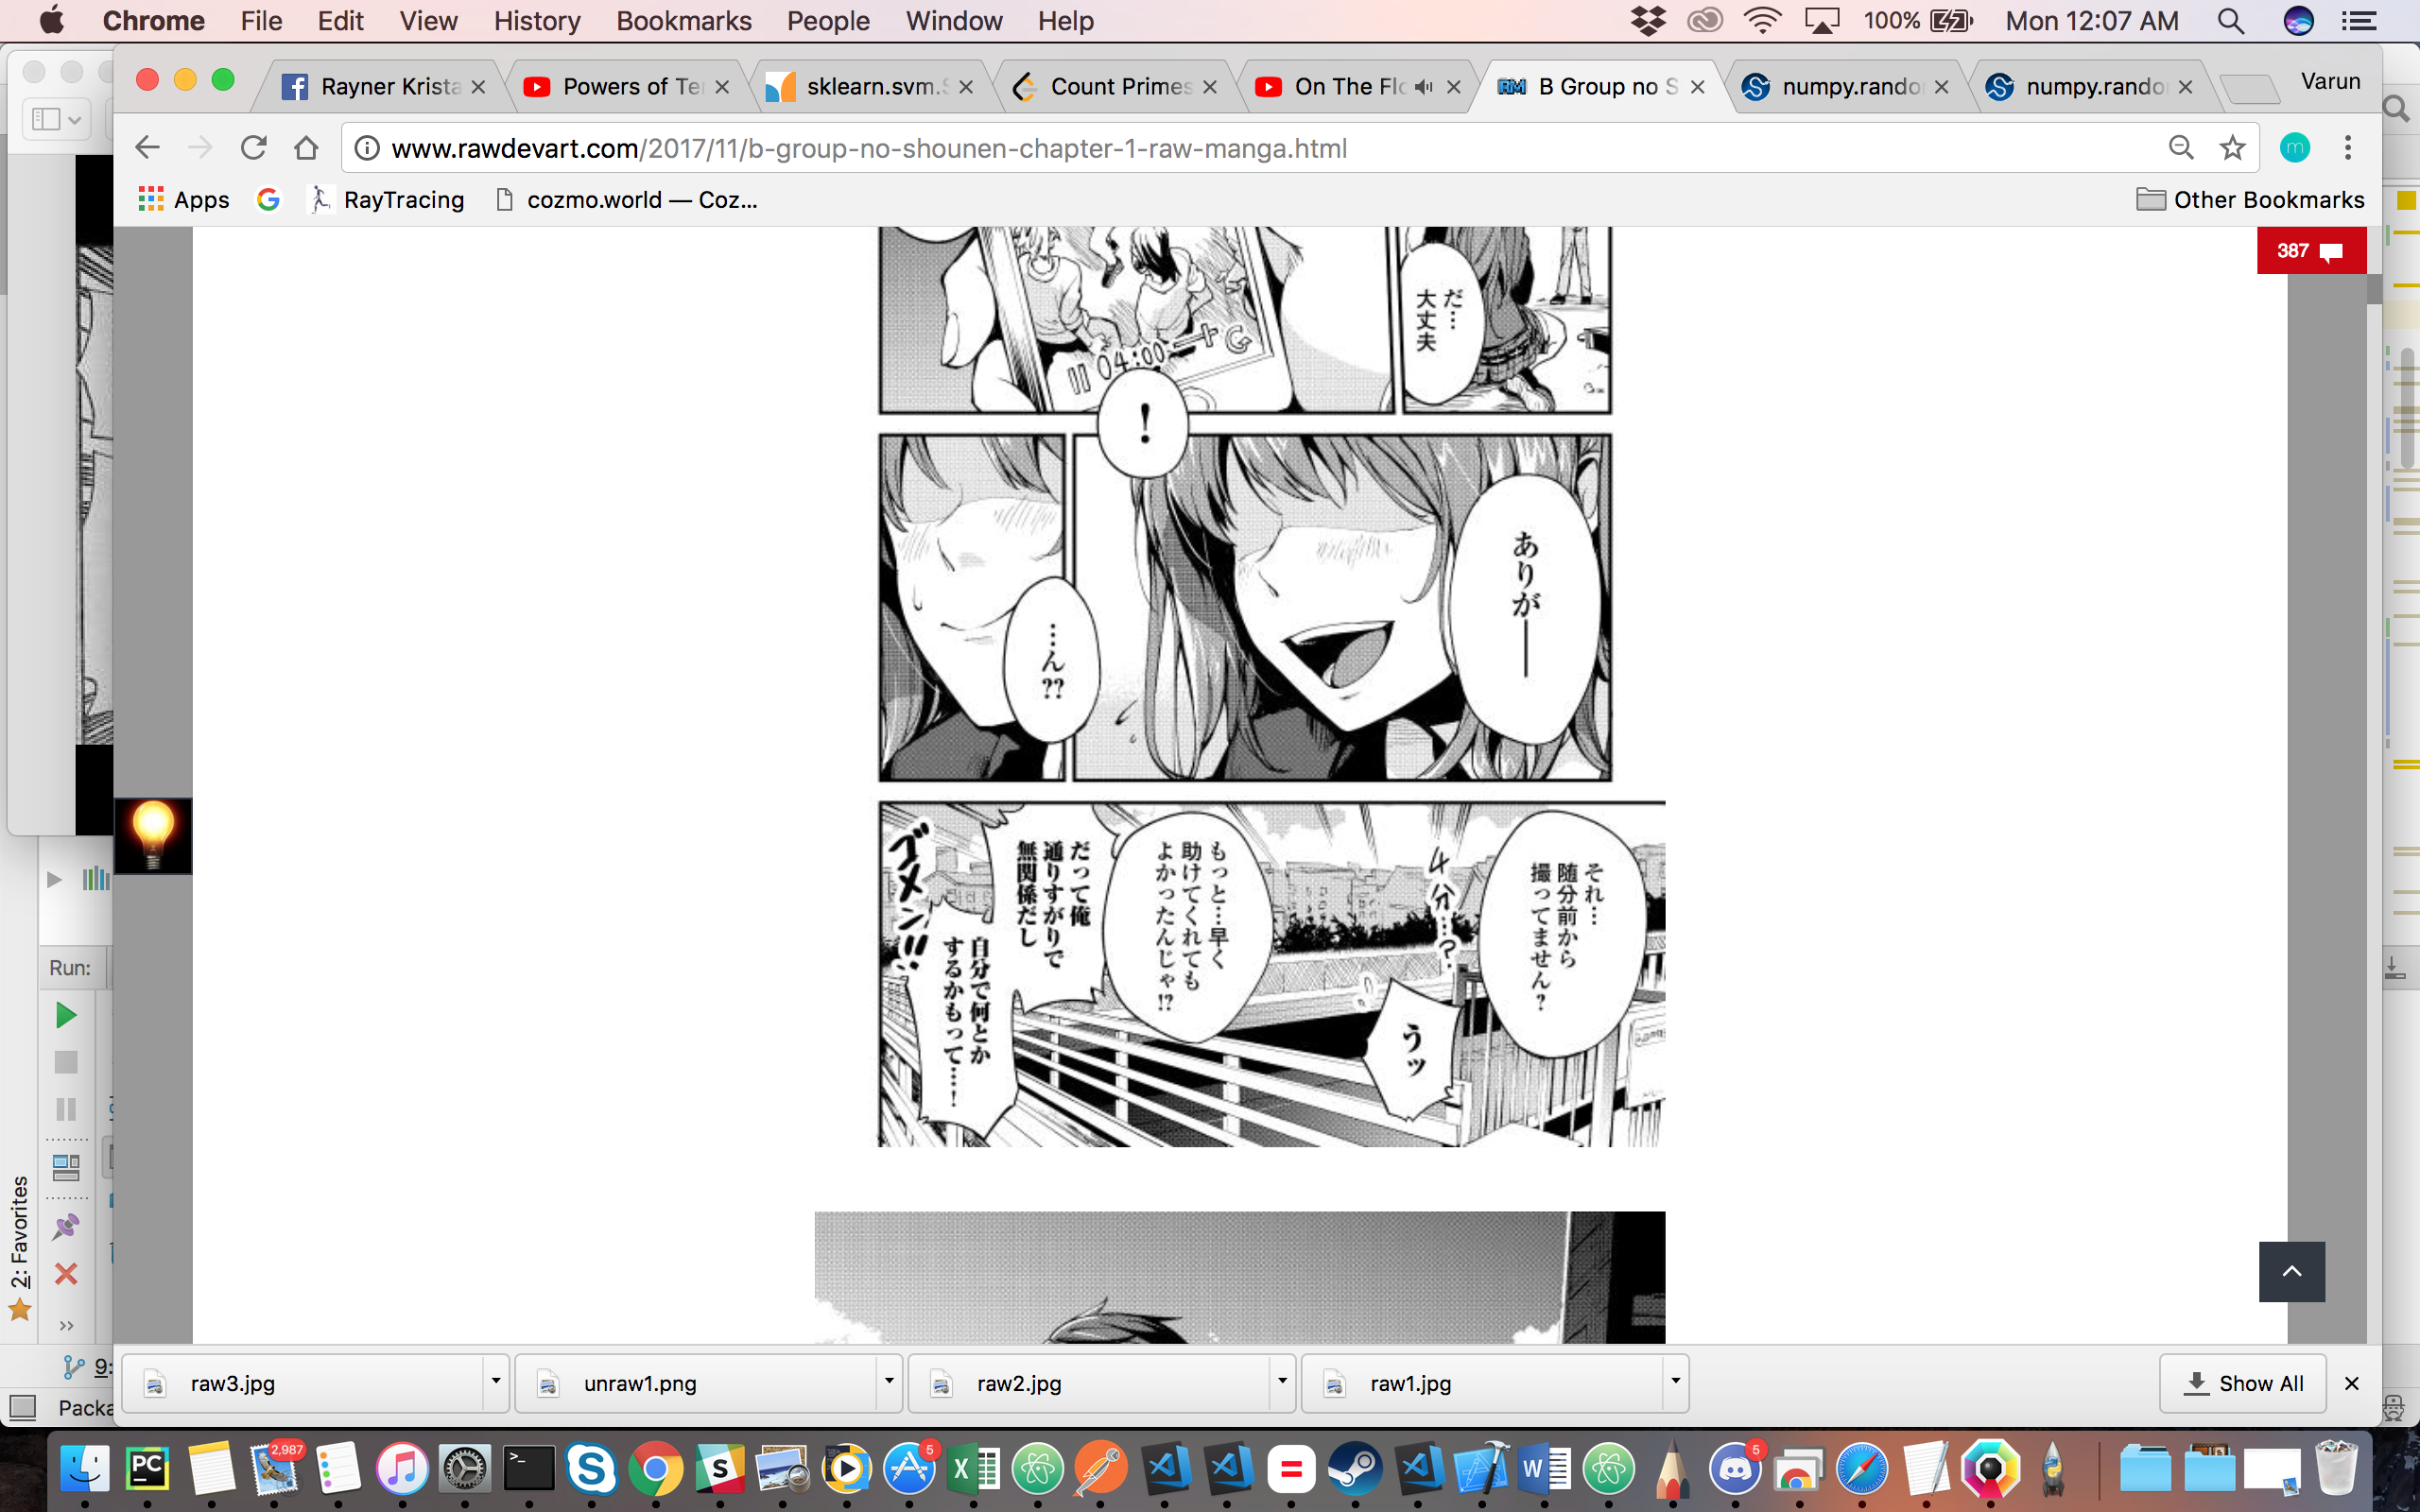 Chrome File Edit View History Bookmarks People Window Help 100% Mon 12:07 AM
Rayner Krista
Powers of Te
sklearn.svm.S
Count Primes
On The Flo
B Group no S
numpy.rando
numpy.rando
Varun
www.rawdevart.com/2017/11/b-group-no-shounen-chapter-1-raw-manga.html
Apps RayTracing cozmo.world — Coz... Other Bookmarks
387
だ…
大丈夫
04:00
!
ありが——
…ん??
それ…
随分前から
撮ってません?
4分…?
うッ
もっと…早く
助けてくれても
よかったんじゃ!?
だって俺
通りすがりで
無関係だし
自分で何とか
するかもって……!
ゴメン!!
Run:
2: Favorites
9:
Packa
raw3.jpg
unraw1.png
raw2.jpg
raw1.jpg
Show All
2,987
5
5